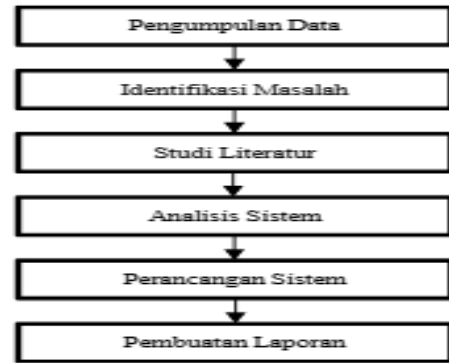 Pengumpulan Data
Identifikasi Masalah
Studi Literatur
Analisis Sistem
Perancangan Sistem
Pembuatan Laporan